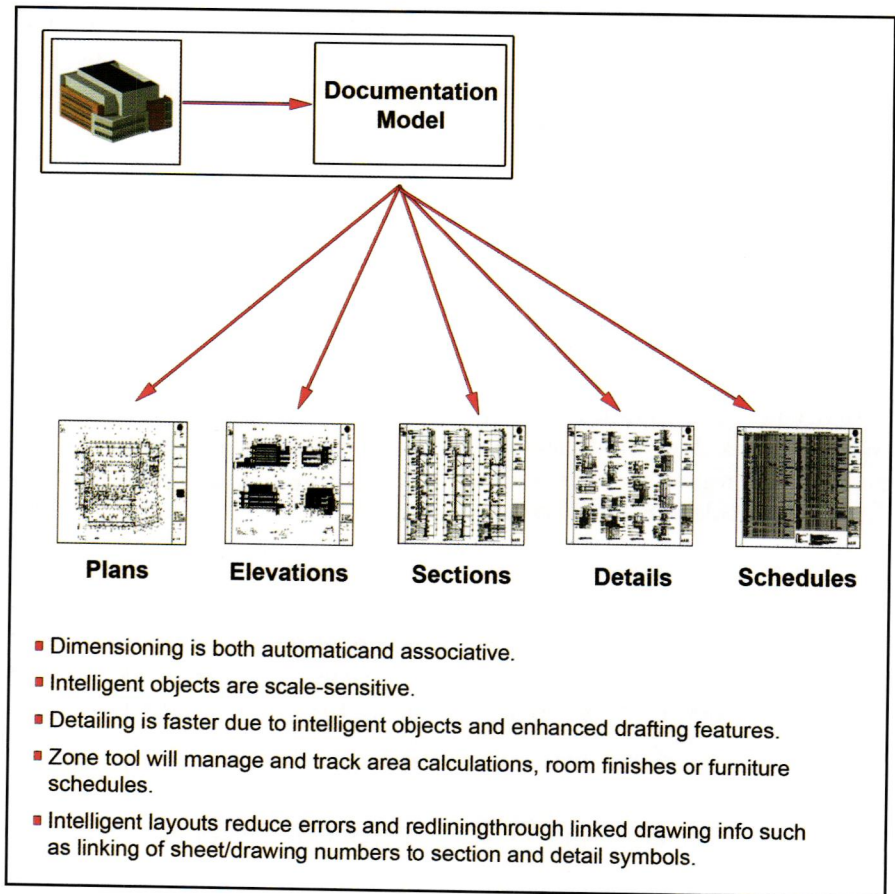 Documentation
Model
Plans
Elevations
Sections
Details
Schedules
Dimensioning is both automaticand associative.
Intelligent objects are scale-sensitive.
Detailing is faster due to intelligent objects and enhanced drafting features.
Zone tool will manage and track area calculations, room finishes or furniture
schedules.
Intelligent layouts reduce errors and redliningthrough linked drawing info such
as linking of sheet/drawing numbers to section and detail symbols.